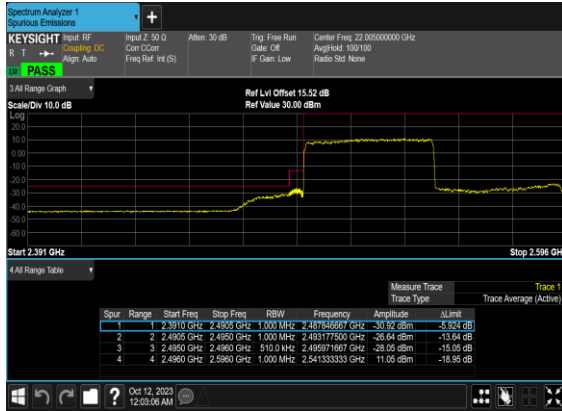 Spectrum Analyzer 1
Spurious Emissions
+
KEYSIGHT
R T
LXI PASS
Input: RF
Coupling: DC
Align: Auto
Input Z: 50 Ω
Corr CCorr
Freq Ref: Int (S)
Atten: 30 dB
Trig: Free Run
Gate: Off
IF Gain: Low
Center Freq: 22.005000000 GHz
Avg|Hold: 100/100
Radio Std: None
3 All Range Graph
Ref Lvl Offset 15.52 dB
Scale/Div 10.0 dB
Ref Value 30.00 dBm
Log
20.0
10.0
0.00
-10.0
-20.0
-30.0
-40.0
-50.0
-60.0
Start 2.391 GHz
Stop 2.596 GH
4 All Range Table
Measure Trace Trace 1
Trace Type Trace Average (Active)
Spur Range Start Freq Stop Freq RBW Frequency Amplitude ΔLimit
1 1 2.3910 GHz 2.4905 GHz 1.000 MHz 2.487846667 GHz -30.92 dBm -5.924 dB
2 2 2.4905 GHz 2.4950 GHz 1.000 MHz 2.493177500 GHz -26.64 dBm -13.64 dB
3 3 2.4950 GHz 2.4960 GHz 510.0 kHz 2.495971667 GHz -28.05 dBm -15.05 dB
4 4 2.4960 GHz 2.5960 GHz 1.000 MHz 2.541333333 GHz 11.05 dBm -18.95 dB
?
Oct 12, 2023
12:03:06 AM